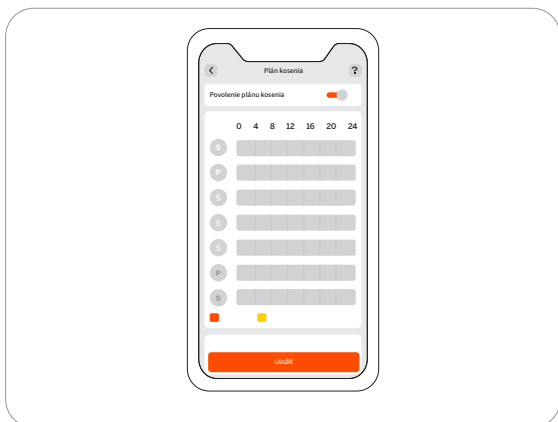 Plán kosenia ?
Povolenie plánu kosenia
0 4 8 12 16 20 24
S
P
Š
S
Š
P
S
Uložiť